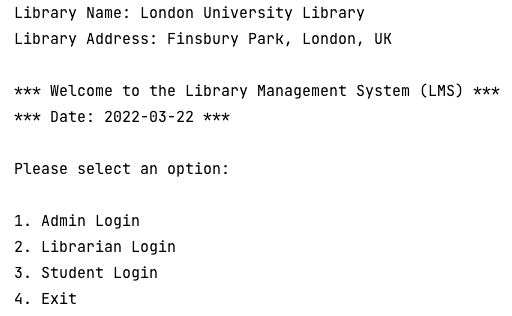 Library Name: London University Library
Library Address: Finsbury Park, London, UK
*** Welcome to the Library Management System (LMS) ***
*** Date: 2022-03-22 ***
Please select an option:
1. Admin Login
2. Librarian Login
3. Student Login
4. Exit